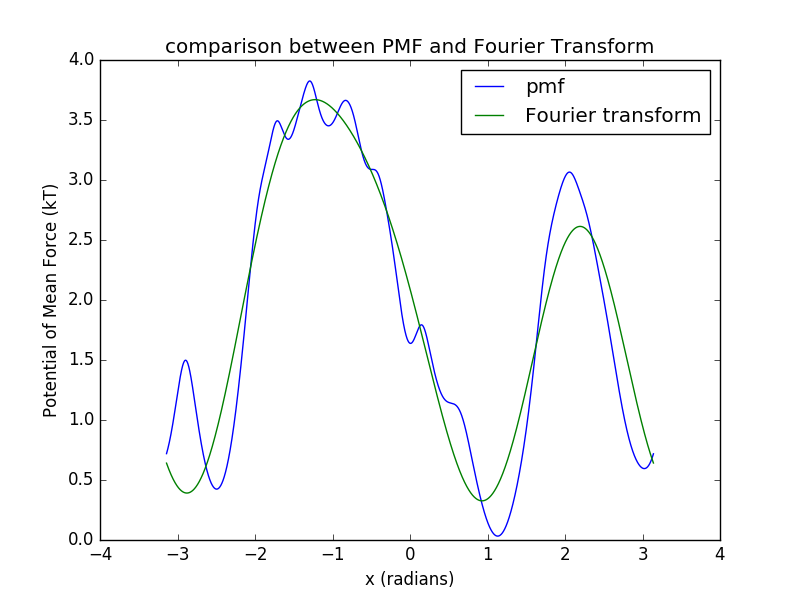 comparison between PMF and Fourier Transform
pmf
Fourier transform
4.0
3.5
3.0
2.5
2.0
1.5
1.0
0.5
0.0
Potential of Mean Force (kT)
−4 −3 −2 −1 0 1 2 3 4
x (radians)